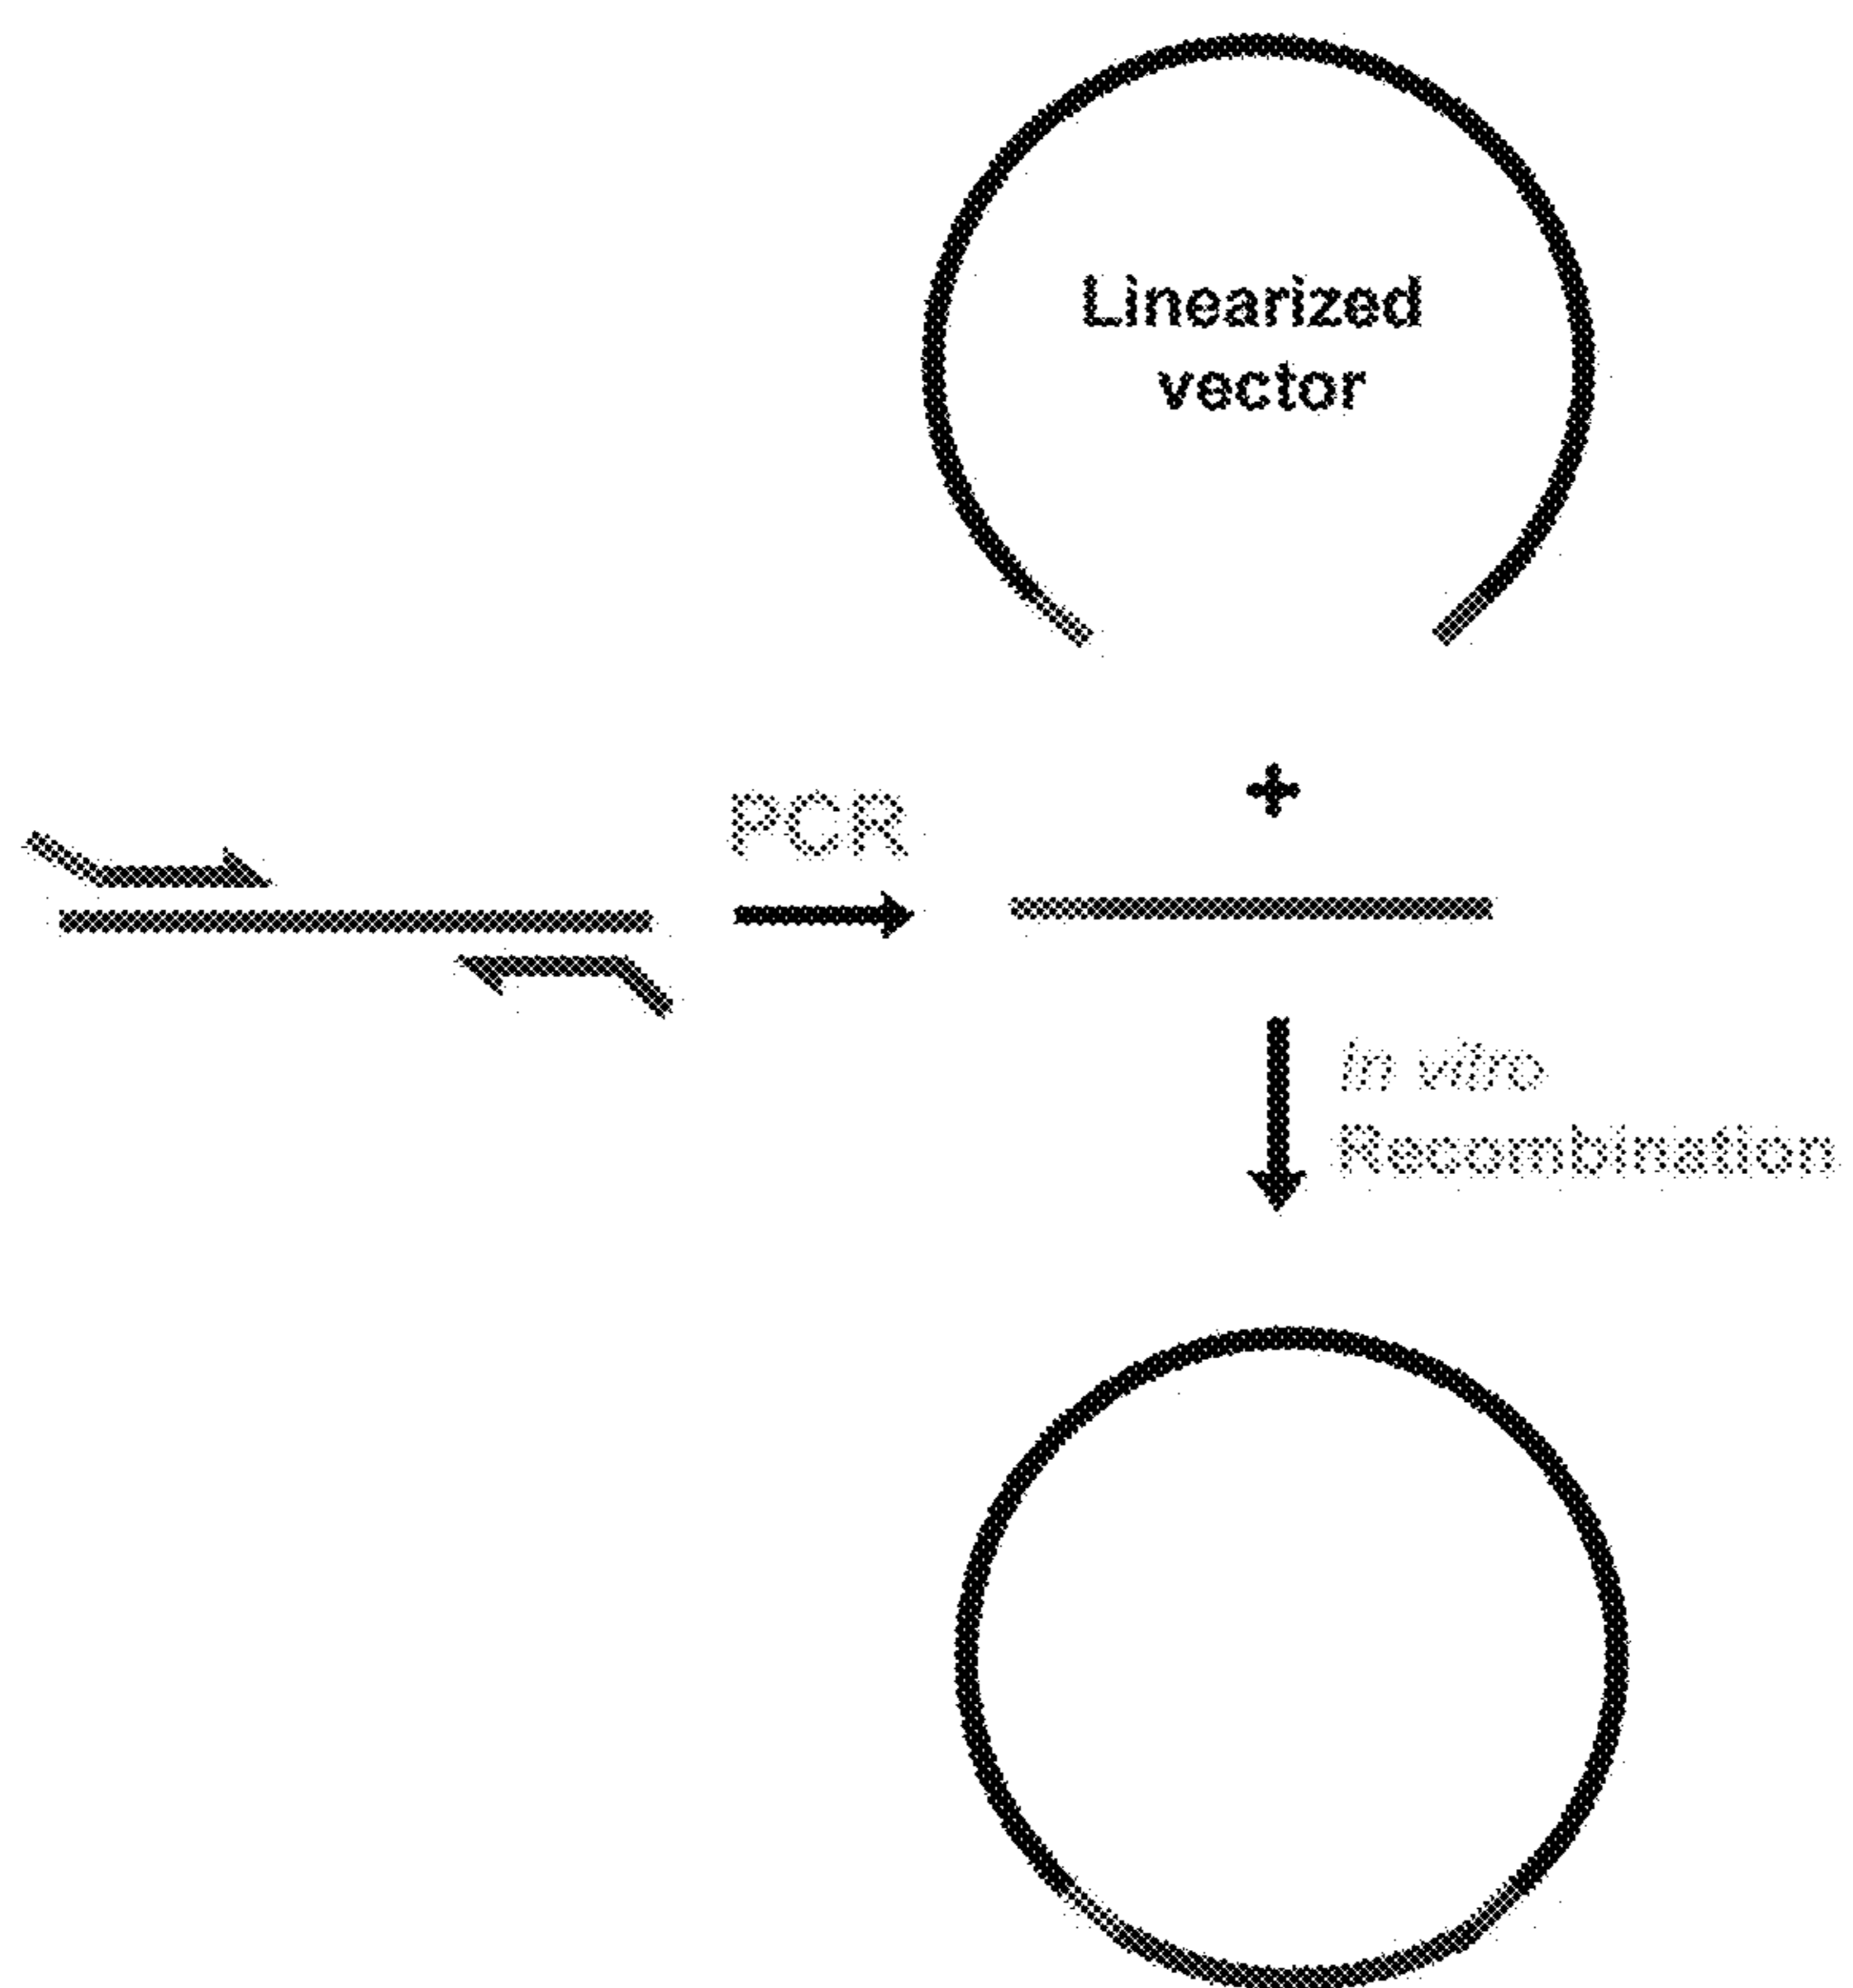 Linearized
vector
+
PCR
in vitro
Recombination